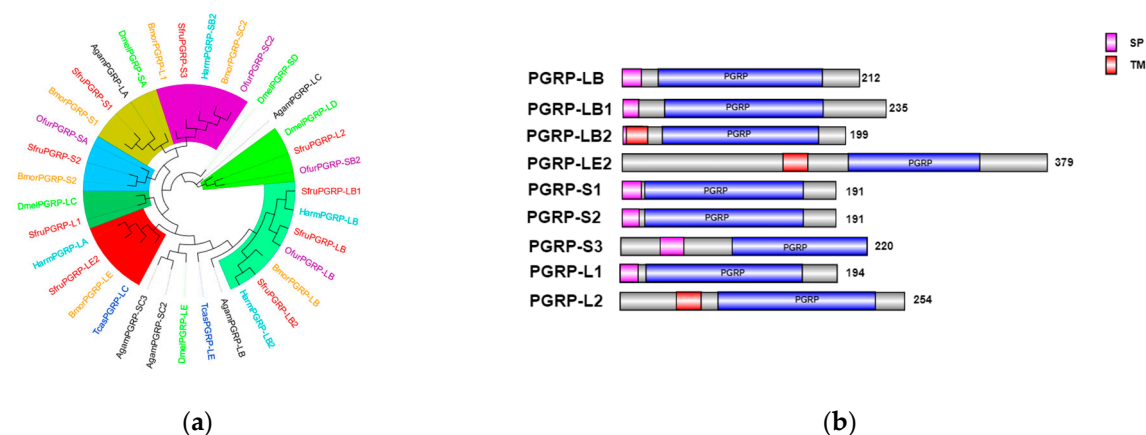 BmorPGRP-L1
SfruPGRP-S3
HarmPGRP-SB2
BmorPGRP-SC2
OfurPGRP-SC2
DmelPGRP-SD
AgamPGRP-LC
DmelPGRP-LD
SfruPGRP-L2
OfurPGRP-SB2
SfruPGRP-LB1
HarmPGRP-LB
SfruPGRP-LB
OfurPGRP-LB
BmorPGRP-LB
SfruPGRP-LB2
HarmPGRP-LB2
AgamPGRP-LB
TcasPGRP-LE
DmelPGRP-LE
AgamPGRP-SC2
AgamPGRP-SC3
TcasPGRP-LC
BmorPGRP-LE
SfruPGRP-LE2
HarmPGRP-LA
SfruPGRP-L1
DmelPGRP-LC
BmorPGRP-S2
SfruPGRP-S2
OfurPGRP-SA
BmorPGRP-S1
SfruPGRP-S1
AgamPGRP-LA
DmelPGRP-SA
(a)
SP
TM
PGRP-LB PGRP 212
PGRP-LB1 PGRP 235
PGRP-LB2 PGRP 199
PGRP-LE2 PGRP 379
PGRP-S1 PGRP 191
PGRP-S2 PGRP 191
PGRP-S3 PGRP 220
PGRP-L1 PGRP 194
PGRP-L2 PGRP 254
(b)